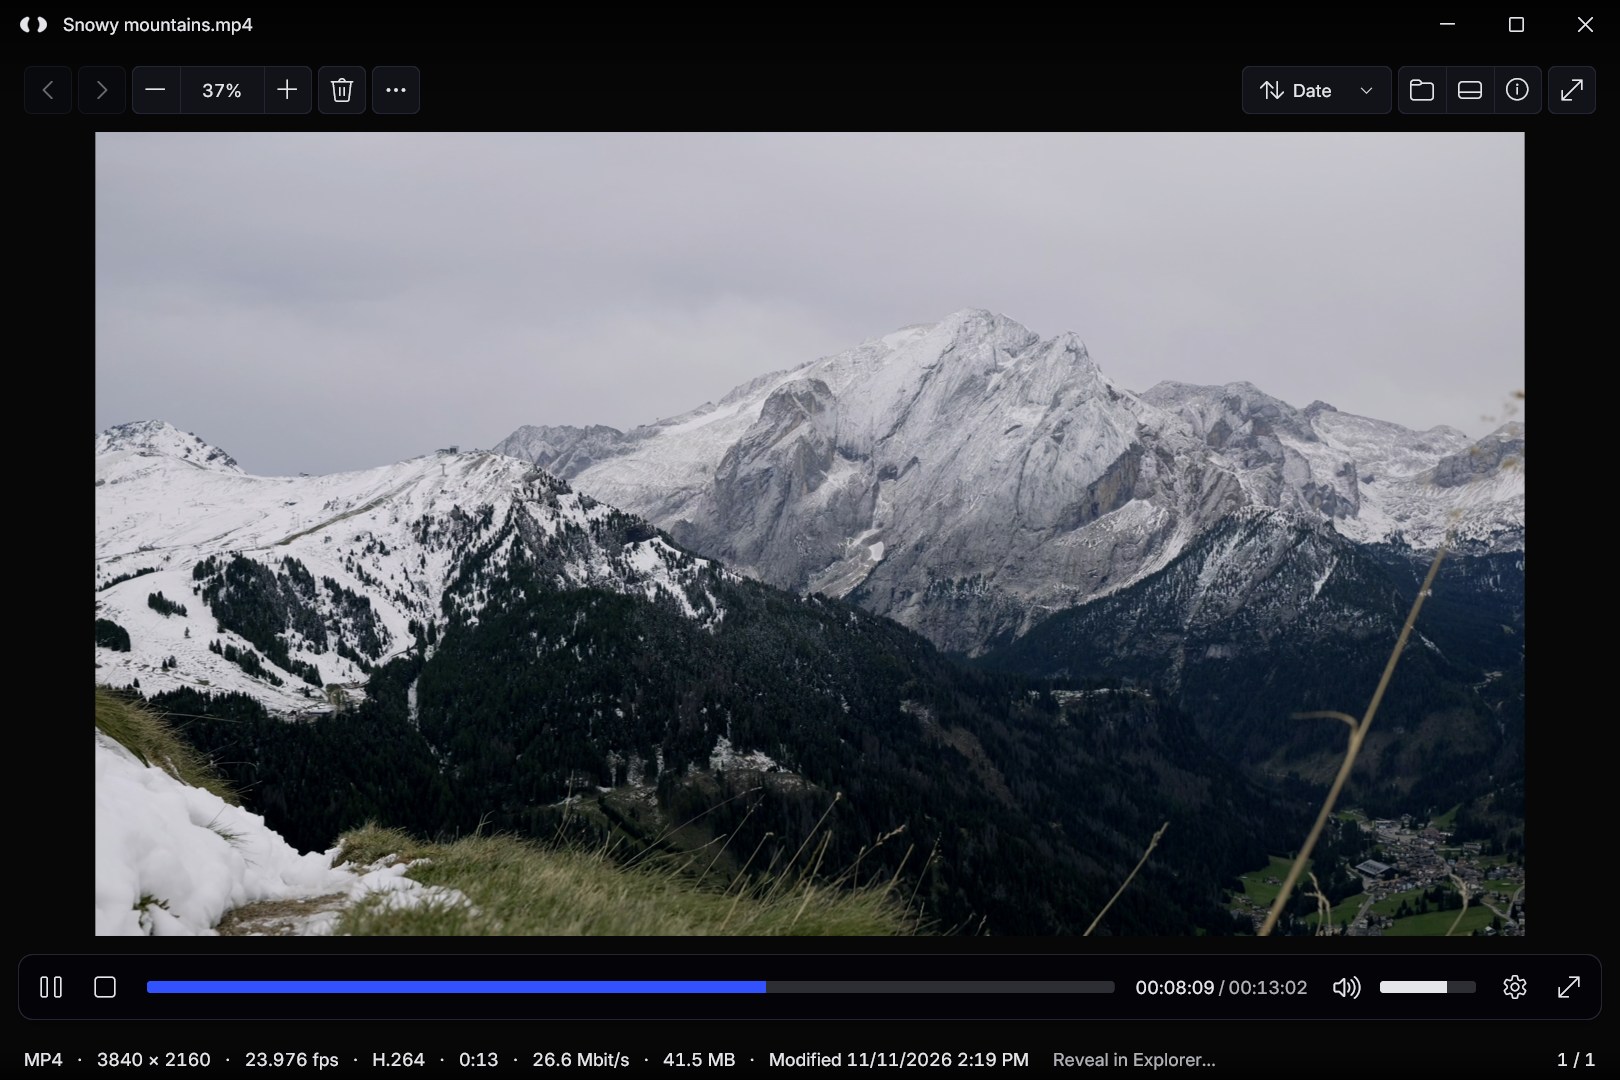 Snowy mountains.mp4
37%
Date
00:08:09 / 00:13:02
MP4 · 3840 × 2160 · 23.976 fps · H.264 · 0:13 · 26.6 Mbit/s · 41.5 MB · Modified 11/11/2026 2:19 PM Reveal in Explorer... 1 / 1